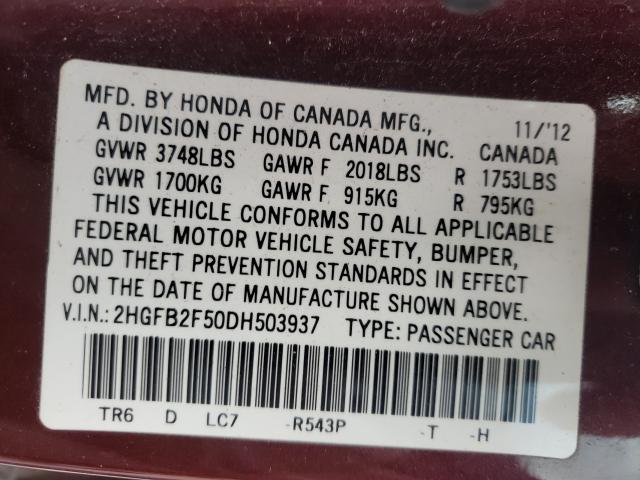 MFD. BY HONDA OF CANADA MFG., 11/'12
A DIVISION OF HONDA CANADA INC. CANADA
GVWR 3748LBS GAWR F 2018LBS R 1753LBS
GVWR 1700KG GAWR F 915KG R 795KG
THIS VEHICLE CONFORMS TO ALL APPLICABLE
FEDERAL MOTOR VEHICLE SAFETY, BUMPER,
AND THEFT PREVENTION STANDARDS IN EFFECT
ON THE DATE OF MANUFACTURE SHOWN ABOVE.
V.I.N.: 2HGFB2F50DH503937 TYPE: PASSENGER CAR
TR6 D LC7 -R543P -T -H